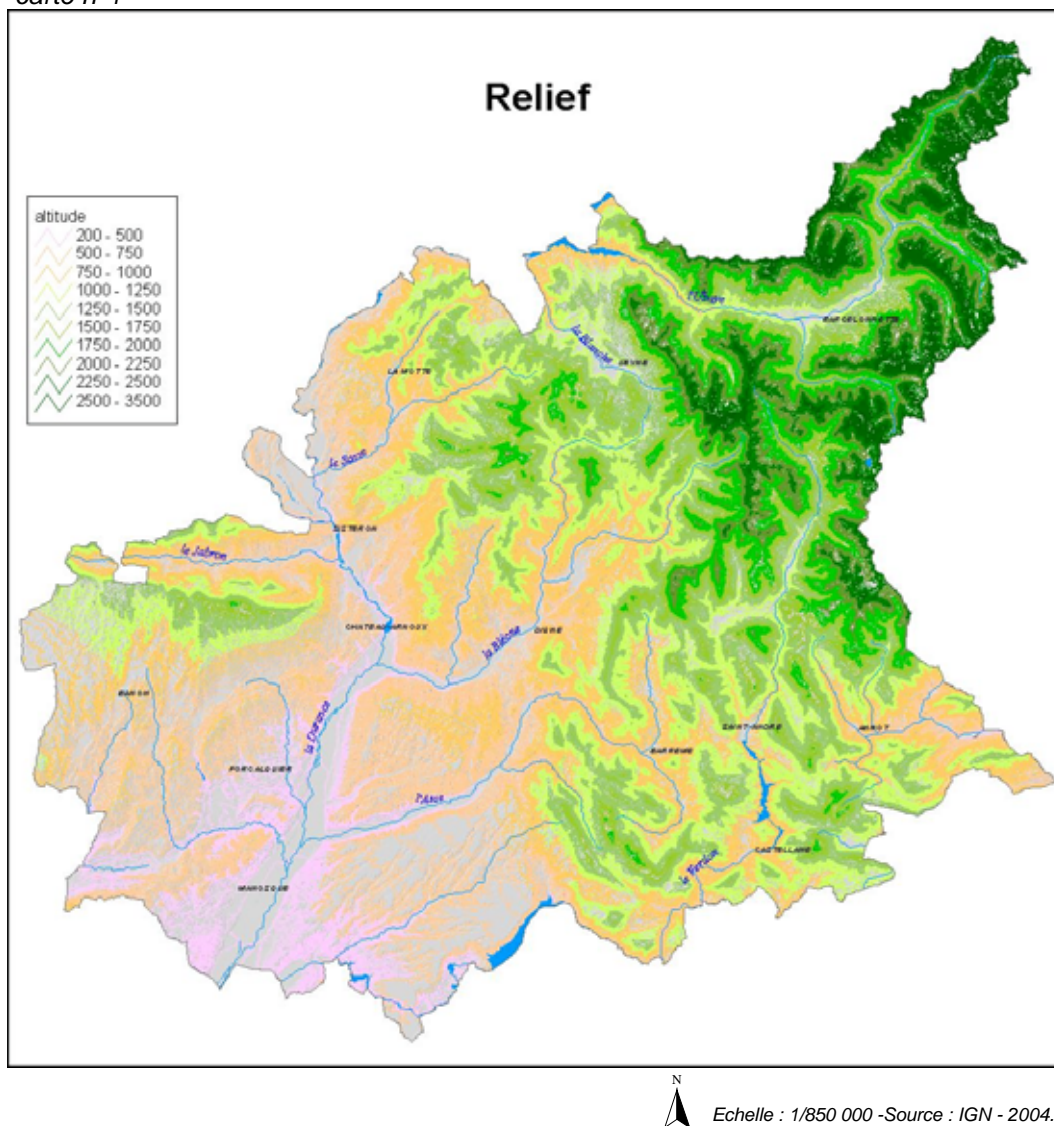 carte n°1
Relief
altitude
200 - 500
500 - 750
750 - 1000
1000 - 1250
1250 - 1500
1500 - 1750
1750 - 2000
2000 - 2250
2250 - 2500
2500 - 3500
l'Ubaye
BARCELONNETTE
la Blanche
SEYNE
LA MOTTE
le Sasse
SISTERON
le Jabron
CHATEAU-ARNOUX
la Bléone
DIGNE
BANON
la Durance
SAINT-ANDRE
ANNOT
BARREME
FORCALQUIER
l'Asse
CASTELLANE
le Verdon
MANOSQUE
N
Echelle : 1/850 000 -Source : IGN - 2004.